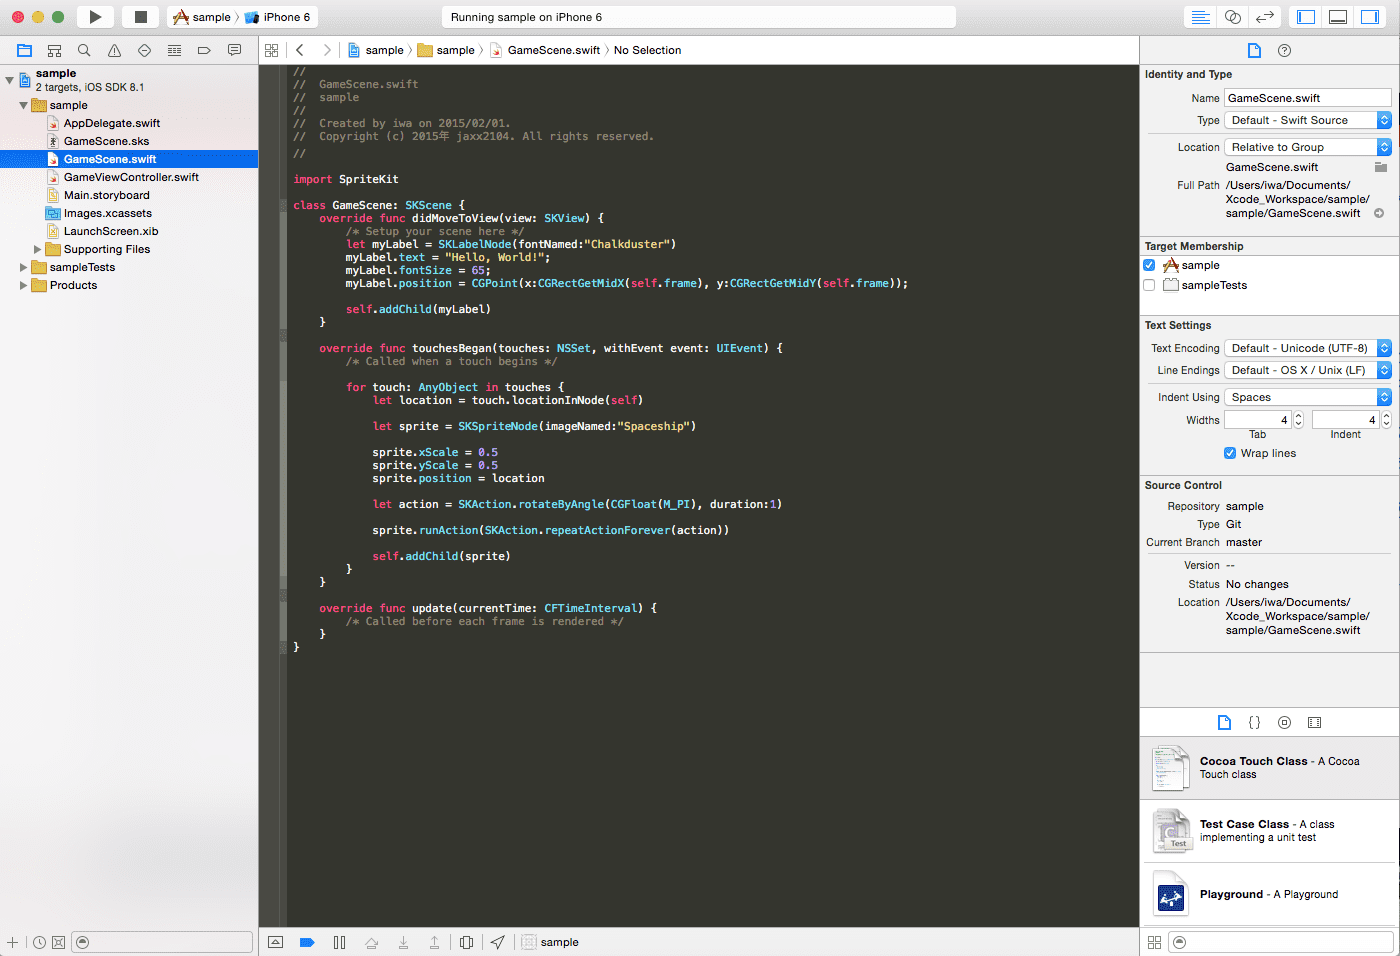 sample 〉 iPhone 6
Running sample on iPhone 6
sample 〉 sample 〉 GameScene.swift 〉 No Selection
sample
2 targets, iOS SDK 8.1
sample
AppDelegate.swift
GameScene.sks
GameScene.swift
GameViewController.swift
Main.storyboard
Images.xcassets
LaunchScreen.xib
Supporting Files
sampleTests
Products
//
//  GameScene.swift
//  sample
//
//  Created by iwa on 2015/02/01.
//  Copyright (c) 2015年 jaxx2104. All rights reserved.
//
import SpriteKit
class GameScene: SKScene {
    override func didMoveToView(view: SKView) {
        /* Setup your scene here */
        let myLabel = SKLabelNode(fontNamed:"Chalkduster")
        myLabel.text = "Hello, World!";
        myLabel.fontSize = 65;
        myLabel.position = CGPoint(x:CGRectGetMidX(self.frame), y:CGRectGetMidY(self.frame));
        self.addChild(myLabel)
    }
    override func touchesBegan(touches: NSSet, withEvent event: UIEvent) {
        /* Called when a touch begins */
        for touch: AnyObject in touches {
            let location = touch.locationInNode(self)
            let sprite = SKSpriteNode(imageNamed:"Spaceship")
            sprite.xScale = 0.5
            sprite.yScale = 0.5
            sprite.position = location
            let action = SKAction.rotateByAngle(CGFloat(M_PI), duration:1)
            sprite.runAction(SKAction.repeatActionForever(action))
            self.addChild(sprite)
        }
    }
    override func update(currentTime: CFTimeInterval) {
        /* Called before each frame is rendered */
    }
}
sample
Identity and Type
Name GameScene.swift
Type Default - Swift Source
Location Relative to Group
GameScene.swift
Full Path /Users/iwa/Documents/
Xcode_Workspace/sample/
sample/GameScene.swift
Target Membership
sample
sampleTests
Text Settings
Text Encoding Default - Unicode (UTF-8)
Line Endings Default - OS X / Unix (LF)
Indent Using Spaces
Widths 4 4
Tab Indent
Wrap lines
Source Control
Repository sample
Type Git
Current Branch master
Version --
Status No changes
Location /Users/iwa/Documents/
Xcode_Workspace/sample/
sample/GameScene.swift
{ }
Cocoa Touch Class - A Cocoa
Touch class
Test Case Class - A class
implementing a unit test
Test
Playground - A Playground